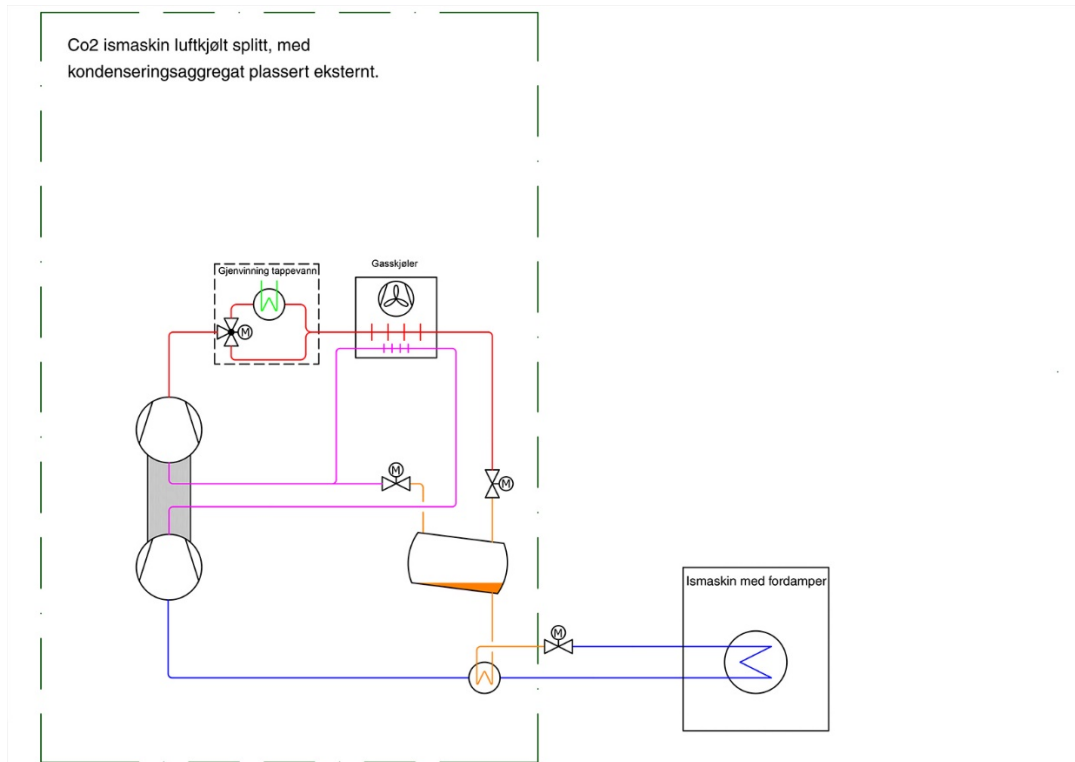 Co2 ismaskin luftkjølt splitt, med
kondenseringsaggregat plassert eksternt.
Gjenvinning tappevann
Gasskjøler
M
M
M
Ismaskin med fordamper
M